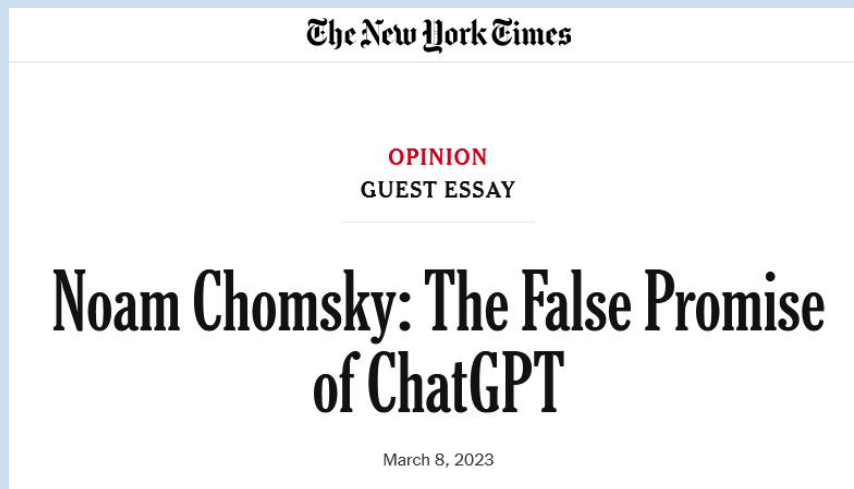 The New York Times
OPINION
GUEST ESSAY
Noam Chomsky: The False Promise
of ChatGPT
March 8, 2023